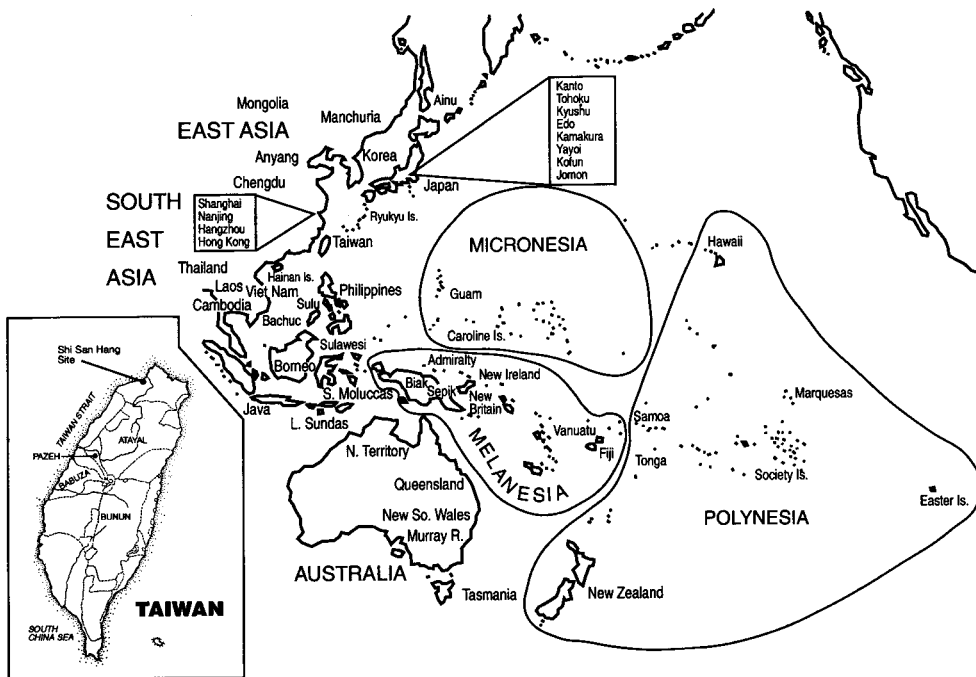 Mongolia
EAST ASIA
Manchuria
Ainu
Kanto
Tohoku
Kyushu
Edo
Kamakura
Yayoi
Kofun
Jomon
Anyang
Korea
Chengdu
Japan
SOUTH
EAST
ASIA
Shanghai
Nanjing
Hangzhou
Hong Kong
Ryukyu Is.
Taiwan
MICRONESIA
Hawaii
Thailand
Hainan Is.
Laos
Viet Nam
Philippines
Cambodia
Sulu
Bachuc
Guam
Caroline Is.
Sulawesi
Borneo
Admiralty
Biak
Sepik
New Ireland
New
Britain
S. Moluccas
Java
L. Sundas
MELANESIA
Vanuatu
Fiji
Samoa
Tonga
Marquesas
Society Is.
Easter Is.
POLYNESIA
N. Territory
Queensland
New So. Wales
Murray R.
AUSTRALIA
Tasmania
New Zealand
Shi San Hang
Site
TAIWAN STRAIT
ATAYAL
PAZEH
BABUZA
BUNUN
TAIWAN
SOUTH
CHINA SEA